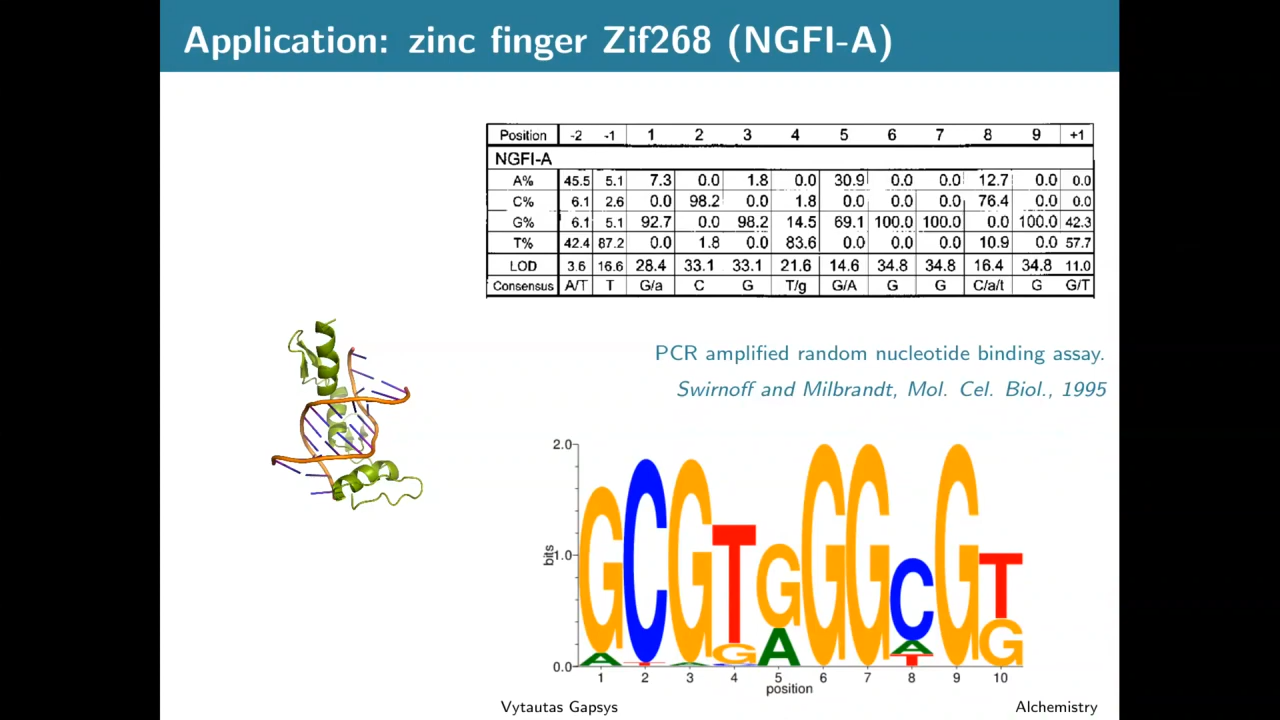 Application: zinc finger Zif268 (NGFI-A)
Position -2 -1 1 2 3 4 5 6 7 8 9 +1
NGFI-A
A% 45.5 5.1 7.3 0.0 1.8 0.0 30.9 0.0 0.0 12.7 0.0 0.0
C% 6.1 2.6 0.0 98.2 0.0 1.8 0.0 0.0 0.0 76.4 0.0 0.0
G% 6.1 5.1 92.7 0.0 98.2 14.5 69.1 100.0 100.0 0.0 100.0 42.3
T% 42.4 87.2 0.0 1.8 0.0 83.6 0.0 0.0 0.0 10.9 0.0 57.7
LOD 3.6 16.6 28.4 33.1 33.1 21.6 14.6 34.8 34.8 16.4 34.8 11.0
Consensus A/T T G/a C G T/g G/A G G C/a/t G G/T
PCR amplified random nucleotide binding assay.
Swirnoff and Milbrandt, Mol. Cel. Biol., 1995
2.0
1.0
0.0
bits
G C G T G G G C G T
A G A A G
T
1 2 3 4 5 6 7 8 9 10
position
Vytautas Gapsys Alchemistry